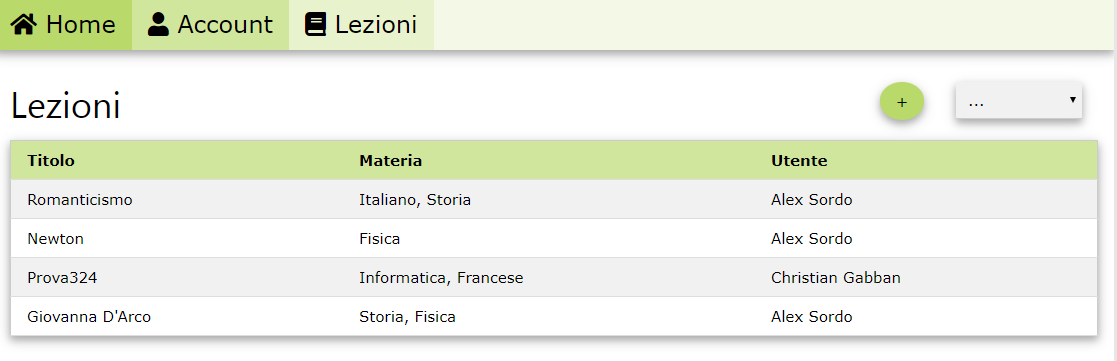 Home Account Lezioni
Lezioni + ...
Titolo Materia Utente
Romanticismo Italiano, Storia Alex Sordo
Newton Fisica Alex Sordo
Prova324 Informatica, Francese Christian Gabban
Giovanna D'Arco Storia, Fisica Alex Sordo